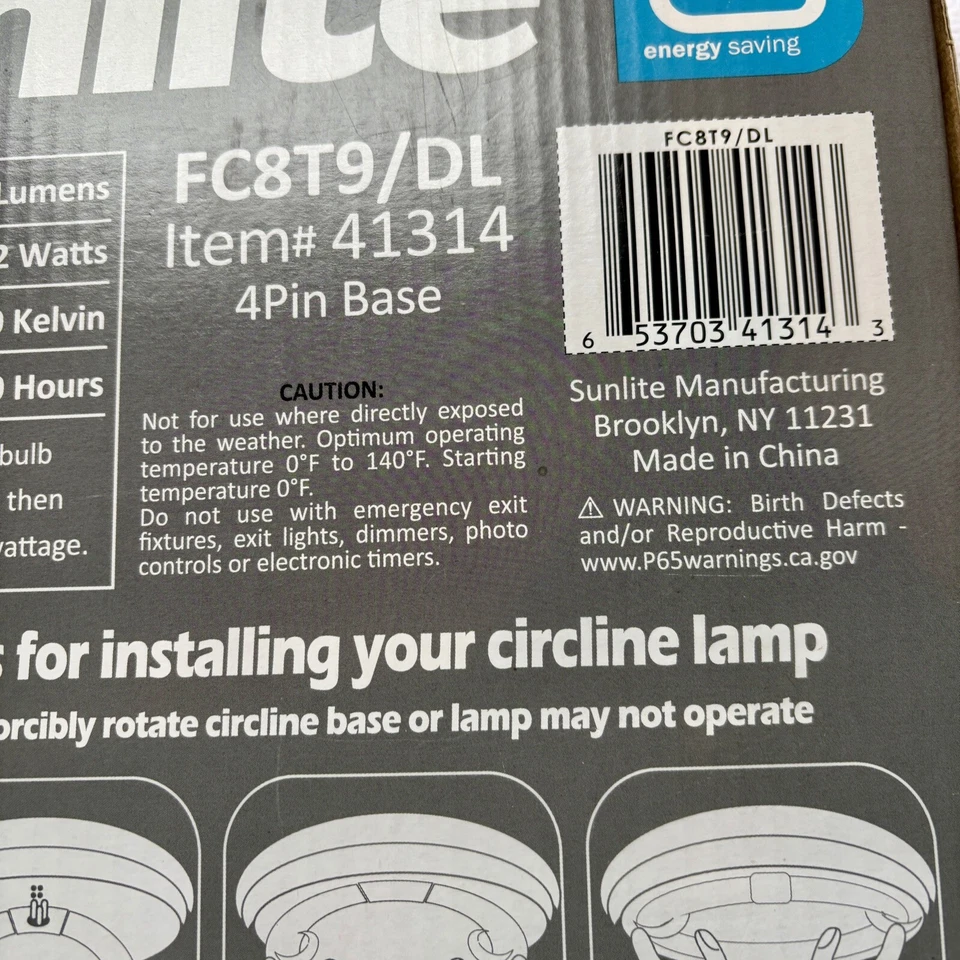 nlite
energy saving
FC8T9/DL
Item# 41314
4Pin Base
Lumens
2 Watts
Kelvin
Hours
bulb
then
wattage.
CAUTION:
Not for use where directly exposed
to the weather. Optimum operating
temperature 0°F to 140°F. Starting
temperature 0°F.
Do not use with emergency exit
fixtures, exit lights, dimmers, photo
controls or electronic timers.
FC8T9/DL
6 53703 41314 3
Sunlite Manufacturing
Brooklyn, NY 11231
Made in China
⚠ WARNING: Birth Defects
and/or Reproductive Harm -
www.P65warnings.ca.gov
s for installing your circline lamp
orcibly rotate circline base or lamp may not operate